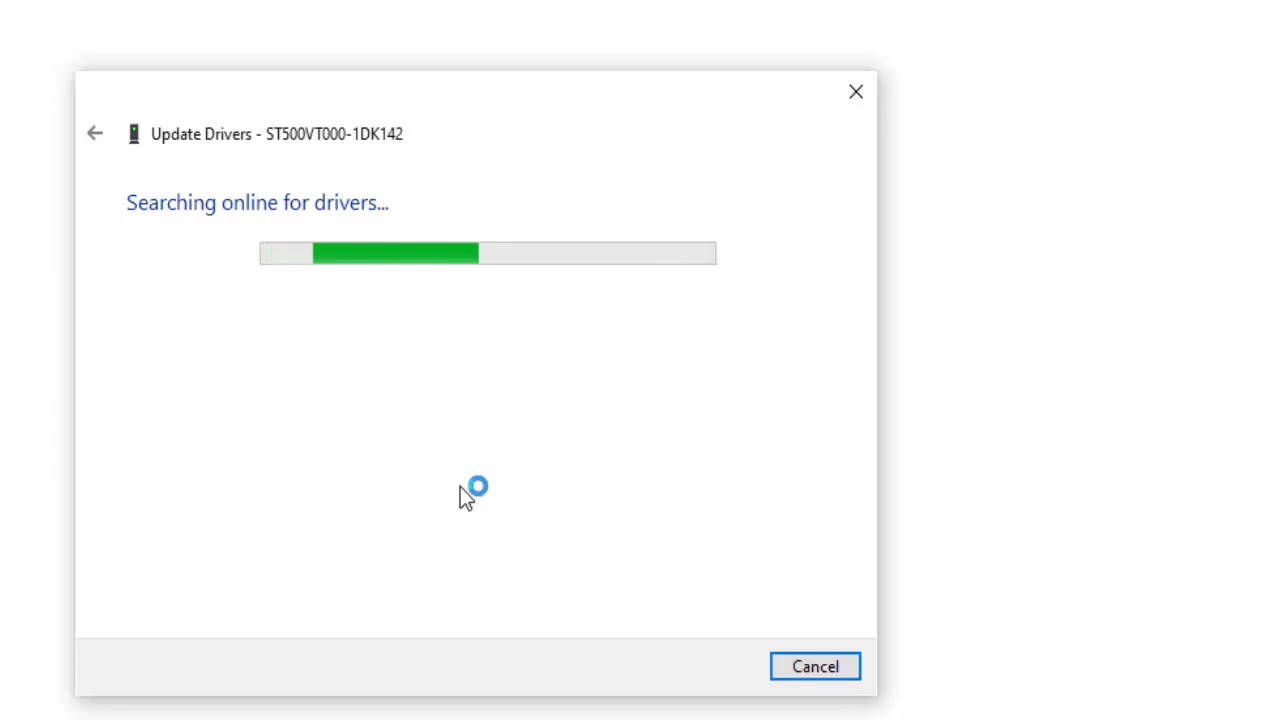 Update Drivers - ST500VT000-1DK142
Searching online for drivers...
Cancel